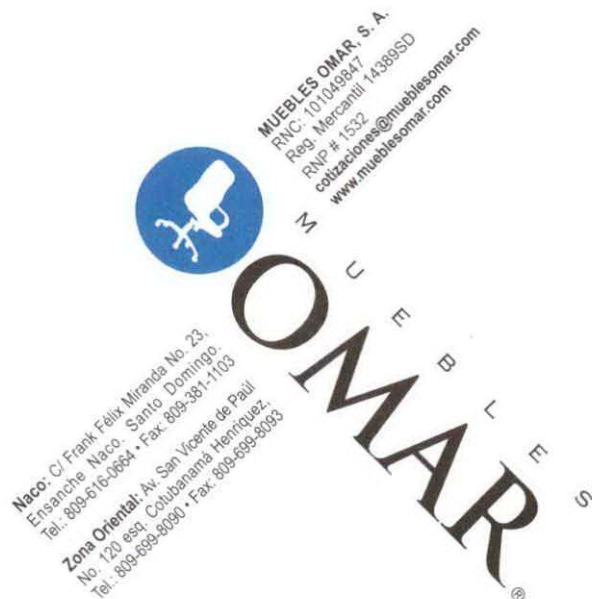 MUEBLES OMAR, S. A.
RNC: 101049847
Reg. Mercantil 14389SD
RNP # 1532
cotizaciones@mueblesomar.com
www.mueblesomar.com
MUEBLES
OMAR®
Naco: C/ Frank Félix Miranda No. 23,
Ensanche Naco. Santo Domingo.
Tel.: 809-616-0664 • Fax: 809-381-1103
Zona Oriental: Av. San Vicente de Paúl
No. 120 esq. Cotubanamá Henríquez,
Tel.: 809-699-8090 • Fax: 809-699-8093